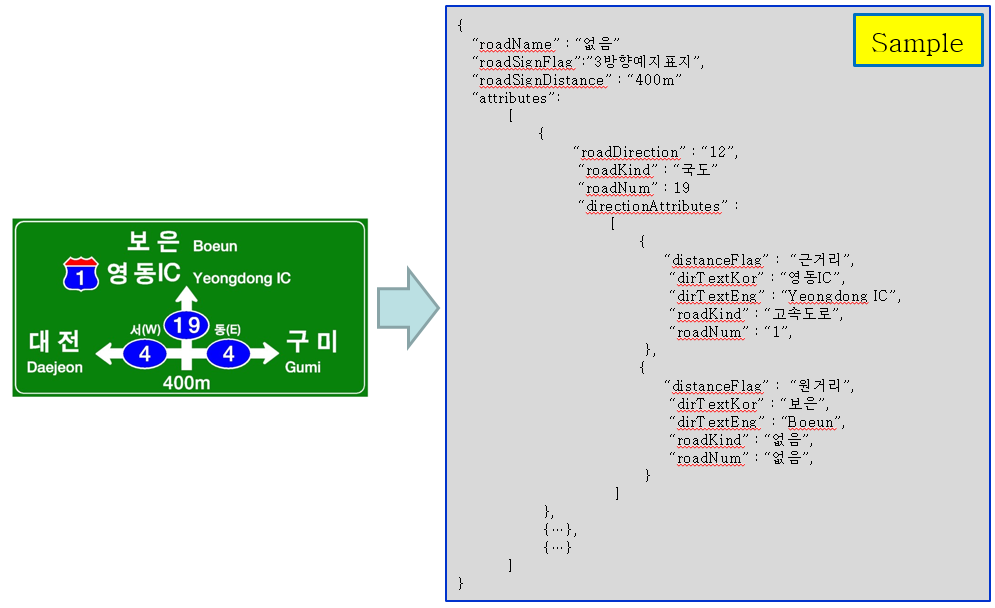 보은 Boeun
1 영동IC Yeongdong IC
서(W) 19 동(E)
대전 4 4 구미
Daejeon Gumi
400m
Sample
{
“roadName” : “없음”
“roadSignFlag”:”3방향예지표지”,
“roadSignDistance” : “400m”
“attributes”:
[
{
“roadDirection” : “12”,
“roadKind” : “국도”
“roadNum” : 19
“directionAttributes” :
[
{
“distanceFlag” : “근거리”,
“dirTextKor” : “영동IC”,
“dirTextEng” : “Yeongdong IC”,
“roadKind” : “고속도로”,
“roadNum” : “1”,
},
{
“distanceFlag” : “원거리”,
“dirTextKor” : “보은”,
“dirTextEng” : “Boeun”,
“roadKind” : “없음”,
“roadNum” : “없음”,
}
]
},
{…},
{…}
]
}